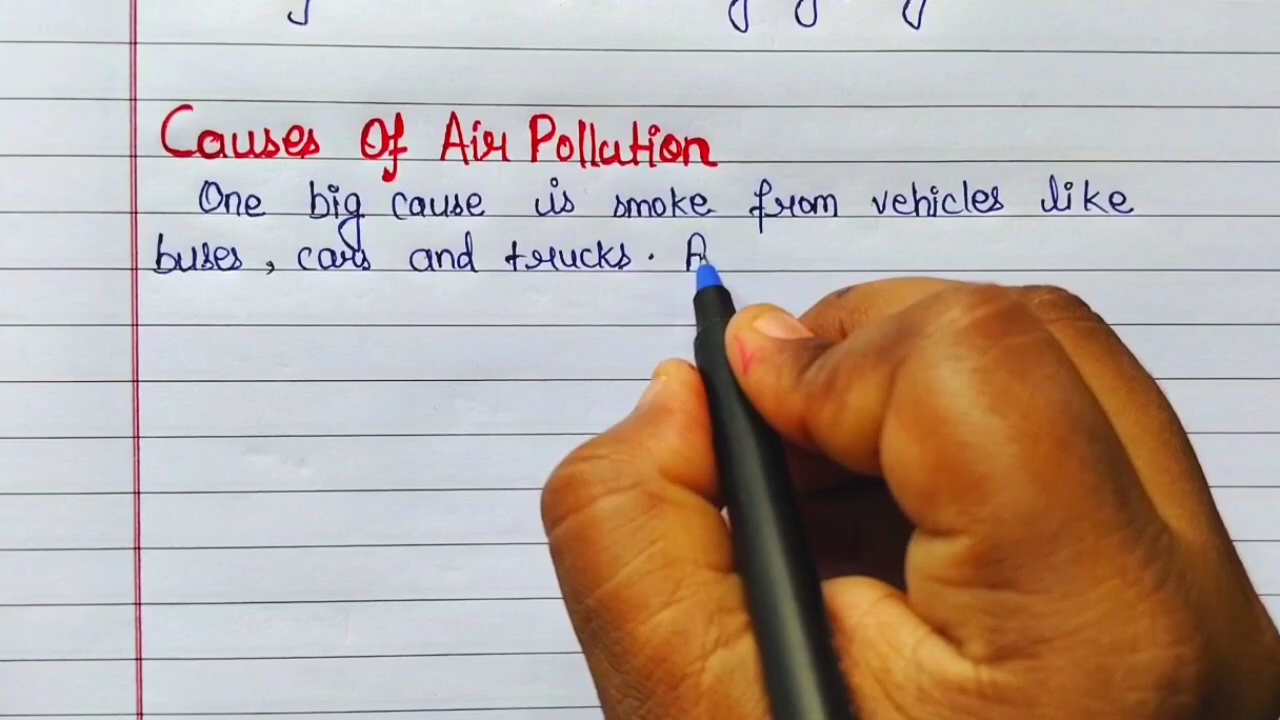 Causes Of Air Pollution
One big cause is smoke from vehicles like
buses, cars and trucks. A